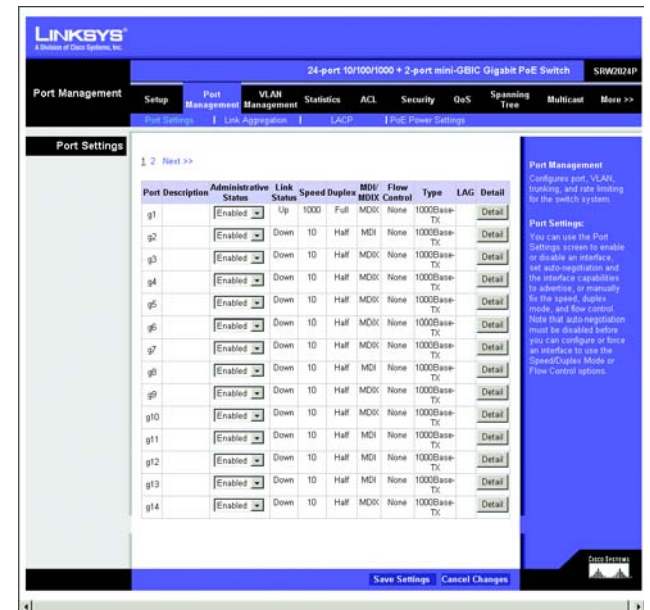 LINKSYS®
A Division of Cisco Systems, Inc.
24-port 10/100/1000 + 2-port mini-GBIC Gigabit PoE Switch SRW2024P
Port Management
Setup Port Management VLAN Management Statistics ACL Security QoS Spanning Tree Multicast More >>
Port Settings | Link Aggregation | LACP | PoE Power Settings
Port Settings
1 2 Next >>
Port Description Administrative Status Link Status Speed Duplex MDI/MDIX Flow Control Type LAG Detail
g1 Enabled Up 1000 Full MDIX None 1000Base-TX Detail
g2 Enabled Down 10 Half MDI None 1000Base-TX Detail
g3 Enabled Down 10 Half MDIX None 1000Base-TX Detail
g4 Enabled Down 10 Half MDIX None 1000Base-TX Detail
g5 Enabled Down 10 Half MDIX None 1000Base-TX Detail
g6 Enabled Down 10 Half MDIX None 1000Base-TX Detail
g7 Enabled Down 10 Half MDIX None 1000Base-TX Detail
g8 Enabled Down 10 Half MDI None 1000Base-TX Detail
g9 Enabled Down 10 Half MDIX None 1000Base-TX Detail
g10 Enabled Down 10 Half MDIX None 1000Base-TX Detail
g11 Enabled Down 10 Half MDI None 1000Base-TX Detail
g12 Enabled Down 10 Half MDI None 1000Base-TX Detail
g13 Enabled Down 10 Half MDI None 1000Base-TX Detail
g14 Enabled Down 10 Half MDIX None 1000Base-TX Detail
Port Management
Configures port, VLAN,
trunking, and rate limiting
for the switch system.
Port Settings:
You can use the Port
Settings screen to enable
or disable an interface,
set auto-negotiation and
the interface capabilities
to advertise, or manually
fix the speed, duplex
mode, and flow control.
Note that auto-negotiation
must be disabled before
you can configure or force
an interface to use the
Speed/Duplex Mode or
Flow Control options.
Save Settings Cancel Changes
CISCO SYSTEMS